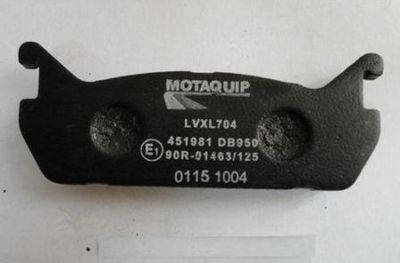 MOTAQUIP
LVXL704
451981 DB950
E1 90R-01463/125
0115 1004